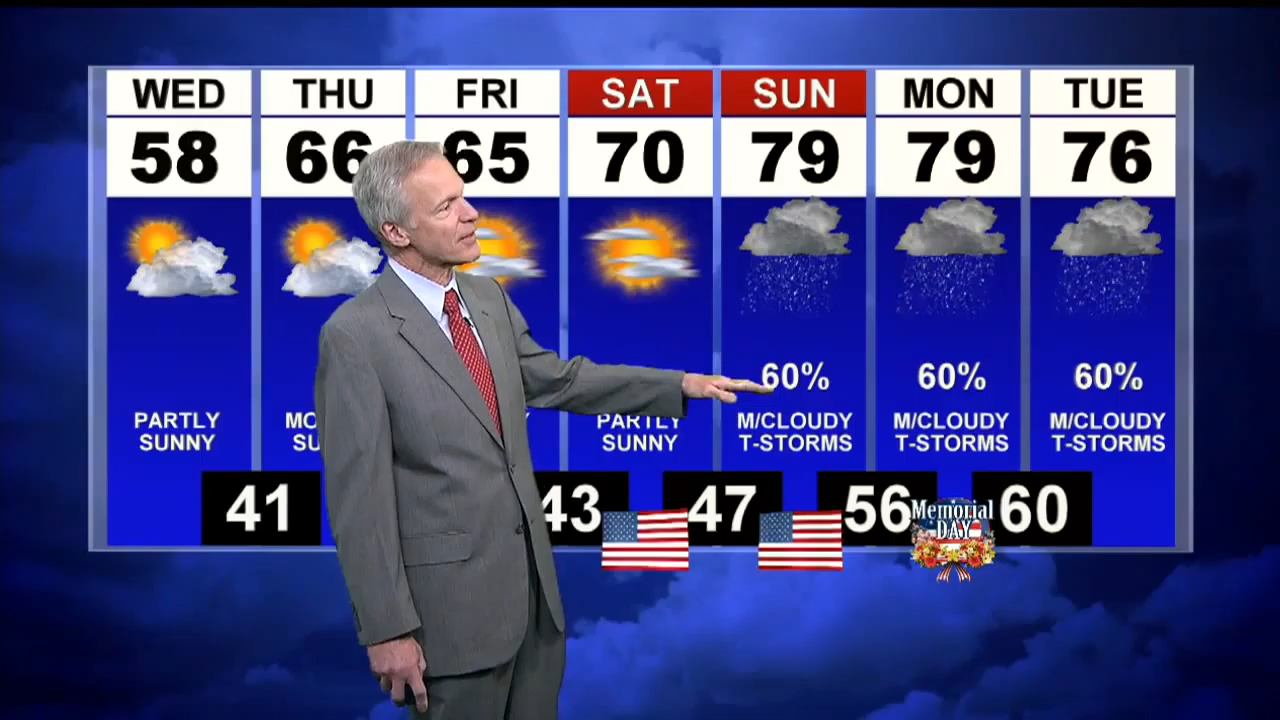 WED THU FRI SAT SUN MON TUE
58 66 65 70 79 79 76
60% 60% 60%
PARTLY PARTLY M/CLOUDY M/CLOUDY M/CLOUDY
SUNNY SUNNY T-STORMS T-STORMS T-STORMS
41 43 47 56 60
Memorial
DAY